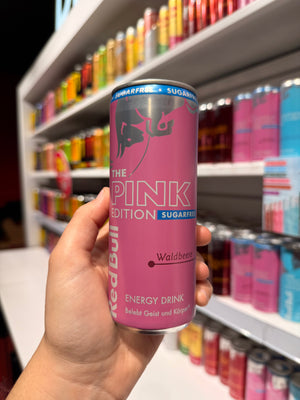 SUGARFREE • SUGARFREE
THE
PINK
EDITION SUGARFREE
Red Bull
Waldbeere
ENERGY DRINK
Belebt Geist und Körper